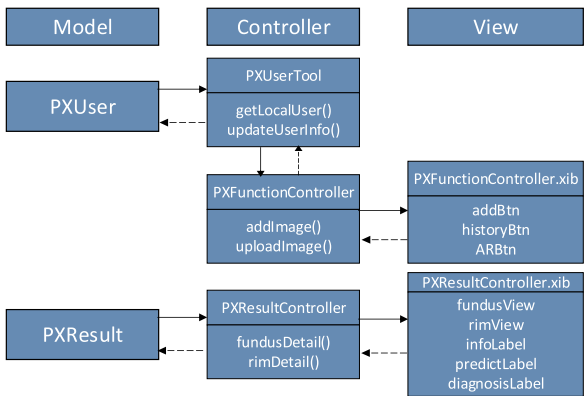 Model
Controller
View
PXUser
PXUserTool
getLocalUser()
updateUserInfo()
PXFunctionController
addImage()
uploadImage()
PXFunctionController.xib
addBtn
historyBtn
ARBtn
PXResult
PXResultController
fundusDetail()
rimDetail()
PXResultController.xib
fundusView
rimView
infoLabel
predictLabel
diagnosisLabel